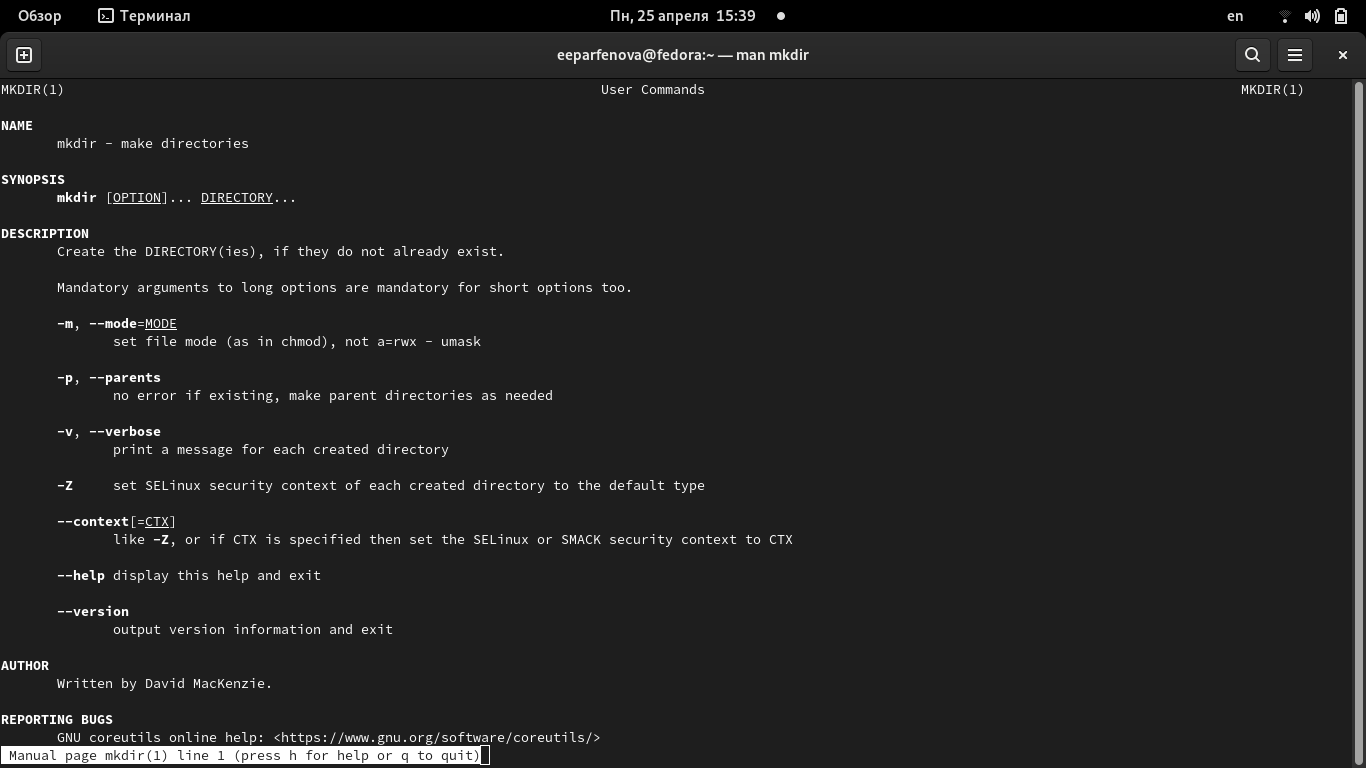 Обзор Терминал Пн, 25 апреля 15:39 en
eeparfenova@fedora:~ — man mkdir
MKDIR(1) User Commands MKDIR(1)
NAME
mkdir - make directories
SYNOPSIS
mkdir [OPTION]... DIRECTORY...
DESCRIPTION
Create the DIRECTORY(ies), if they do not already exist.
Mandatory arguments to long options are mandatory for short options too.
-m, --mode=MODE
set file mode (as in chmod), not a=rwx - umask
-p, --parents
no error if existing, make parent directories as needed
-v, --verbose
print a message for each created directory
-Z set SELinux security context of each created directory to the default type
--context[=CTX]
like -Z, or if CTX is specified then set the SELinux or SMACK security context to CTX
--help display this help and exit
--version
output version information and exit
AUTHOR
Written by David MacKenzie.
REPORTING BUGS
GNU coreutils online help: <https://www.gnu.org/software/coreutils/>
Manual page mkdir(1) line 1 (press h for help or q to quit)